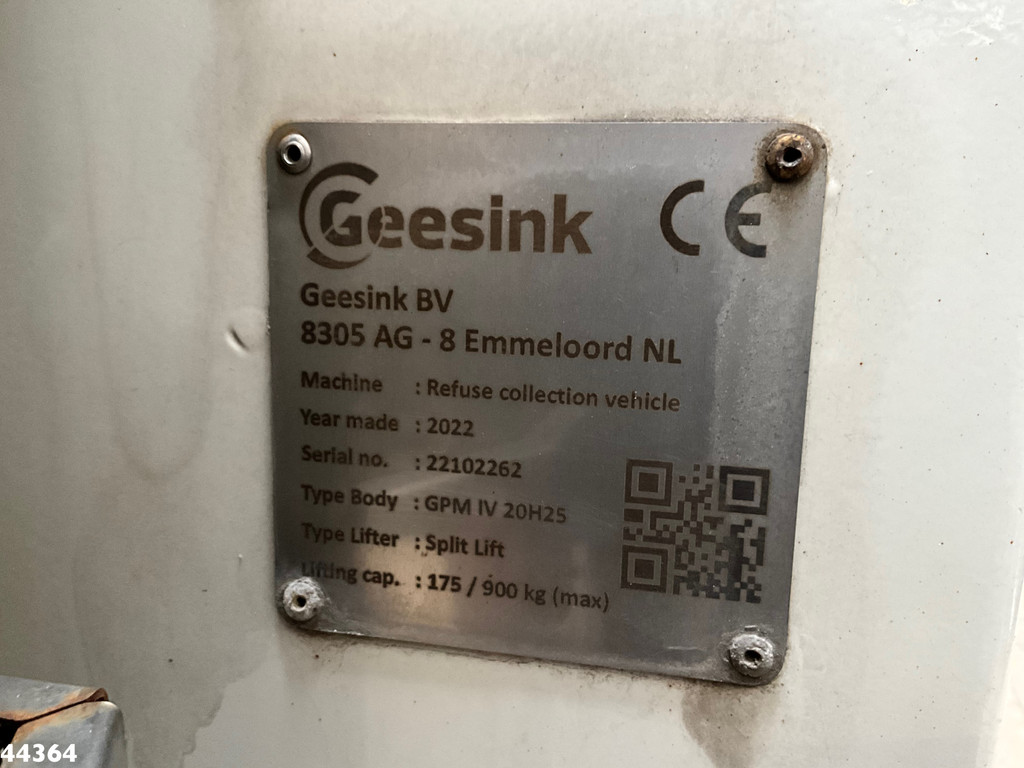 Geesink CE
Geesink BV
8305 AG - 8 Emmeloord NL
Machine : Refuse collection vehicle
Year made : 2022
Serial no. : 22102262
Type Body : GPM IV 20H25
Type Lifter : Split Lift
Lifting cap. : 175 / 900 kg (max)
44364